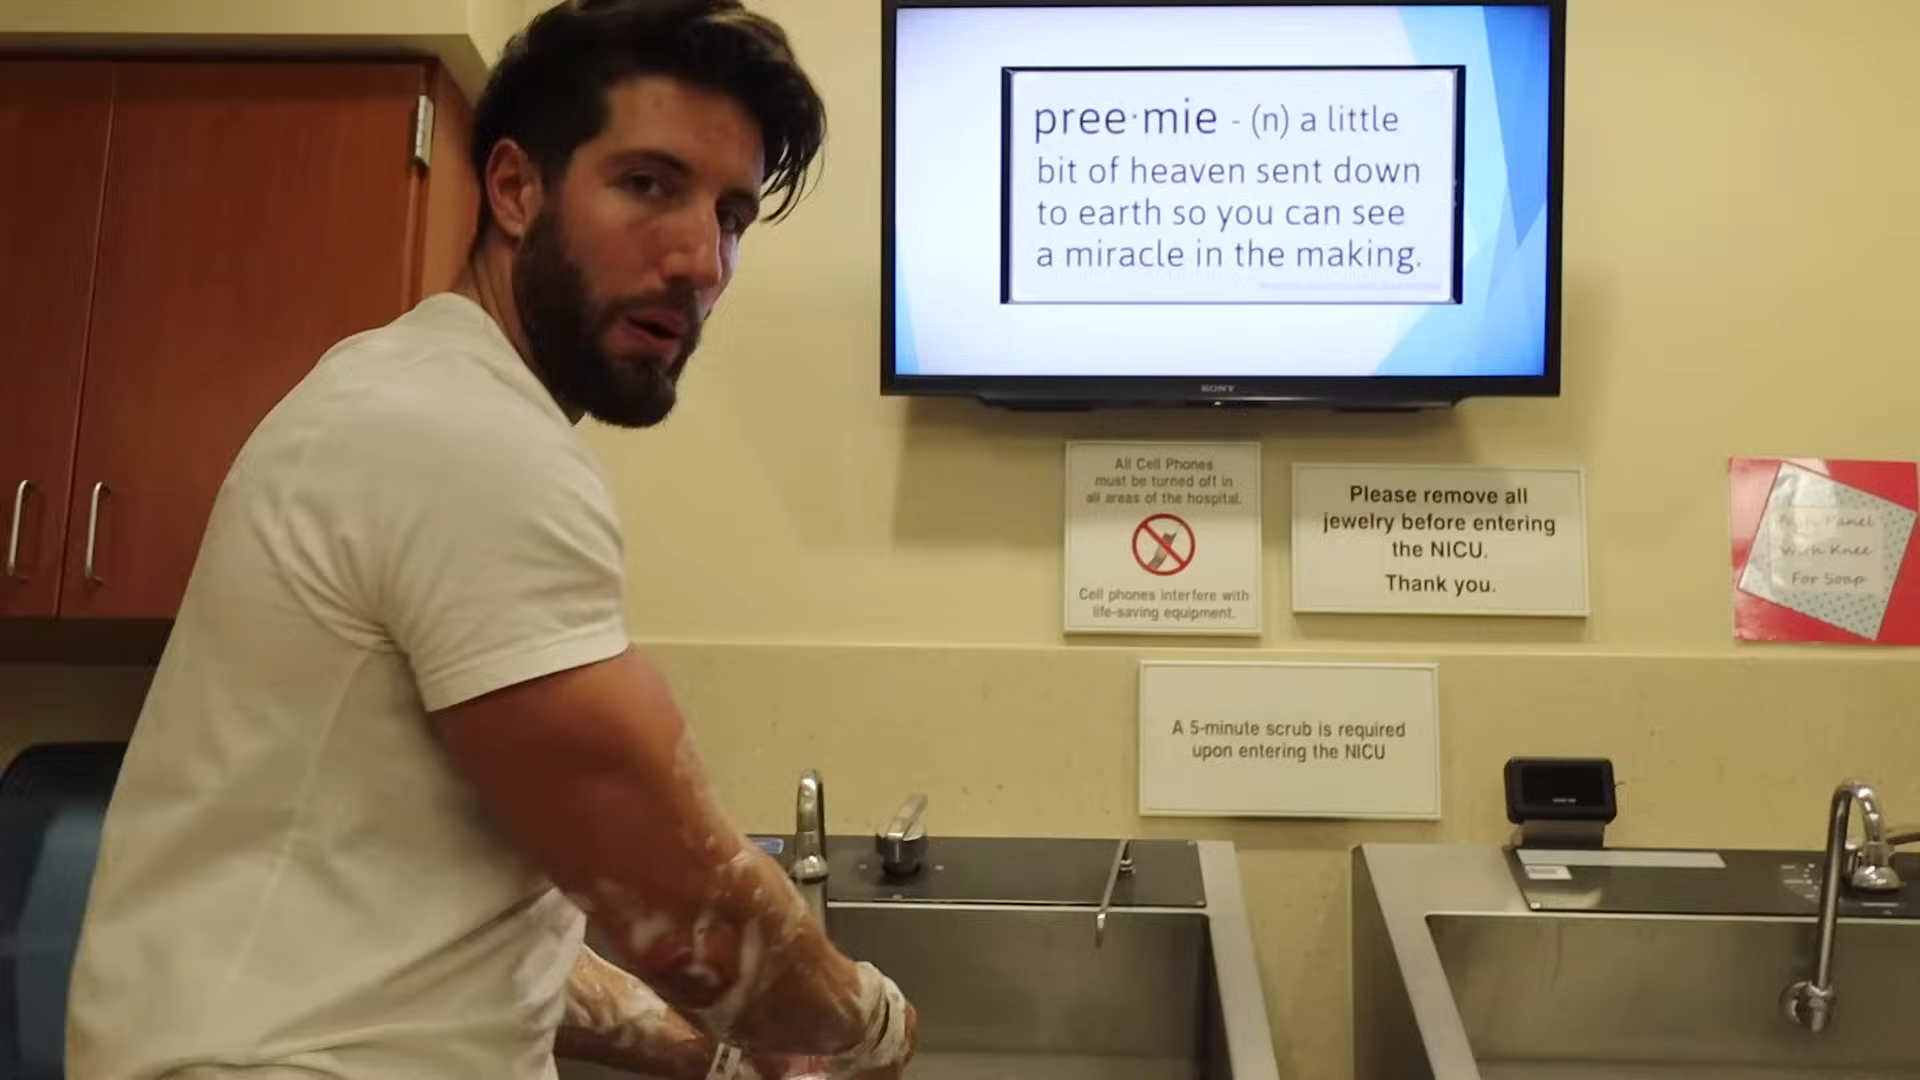 pree·mie - (n) a little
bit of heaven sent down
to earth so you can see
a miracle in the making.
SONY
All Cell Phones
must be turned off in
all areas of the hospital.
Cell phones interfere with
life-saving equipment.
Please remove all
jewelry before entering
the NICU.
Thank you.
Panel
With Knee
For Soap
A 5-minute scrub is required
upon entering the NICU